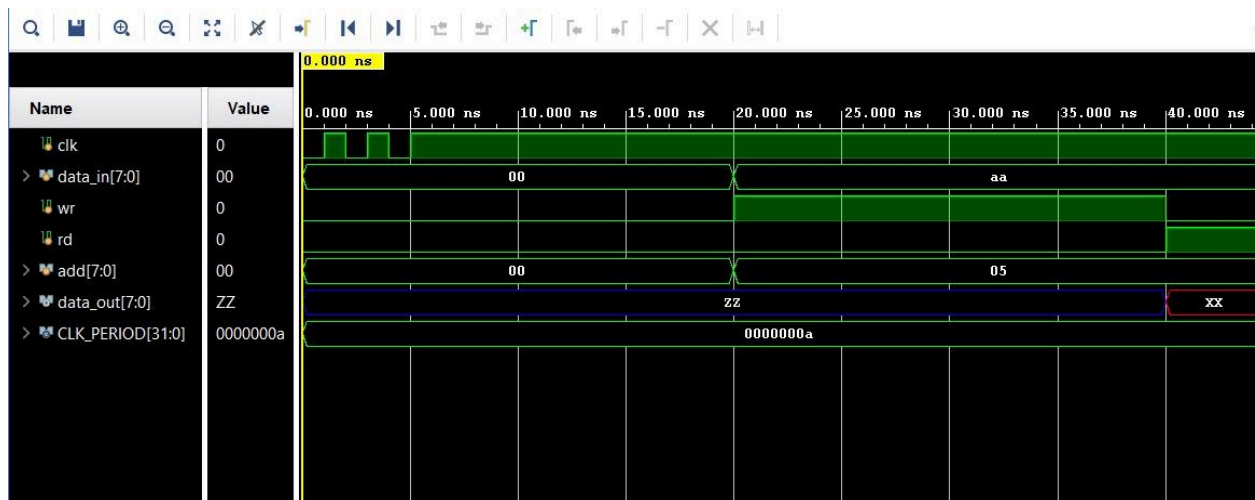 0.000 ns
Name Value
0.000 ns 5.000 ns 10.000 ns 15.000 ns 20.000 ns 25.000 ns 30.000 ns 35.000 ns 40.000 ns
clk 0
data_in[7:0] 00 00 aa
wr 0
rd 0
add[7:0] 00 00 05
data_out[7:0] ZZ ZZ XX
CLK_PERIOD[31:0] 0000000a 0000000a